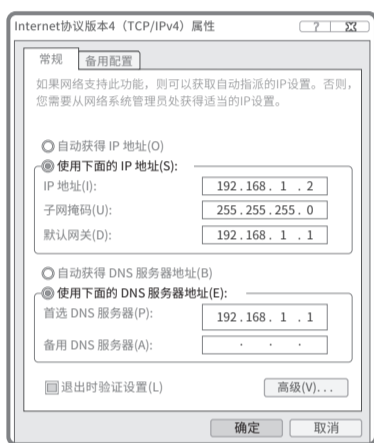 Internet协议版本4（TCP/IPv4）属性
?
常规 备用配置
如果网络支持此功能，则可以获取自动指派的IP设置。否则，
您需要从网络系统管理员处获得适当的IP设置。
自动获得 IP 地址(O)
使用下面的 IP 地址(S):
IP 地址(I): 192.168. 1 . 2
子网掩码(U): 255.255.255. 0
默认网关(D): 192.168. 1 . 1
自动获得 DNS 服务器地址(B)
使用下面的 DNS 服务器地址(E):
首选 DNS 服务器(P): 192.168. 1 . 1
备用 DNS 服务器(A): . . .
退出时验证设置(L) 高级(V)...
确定 取消